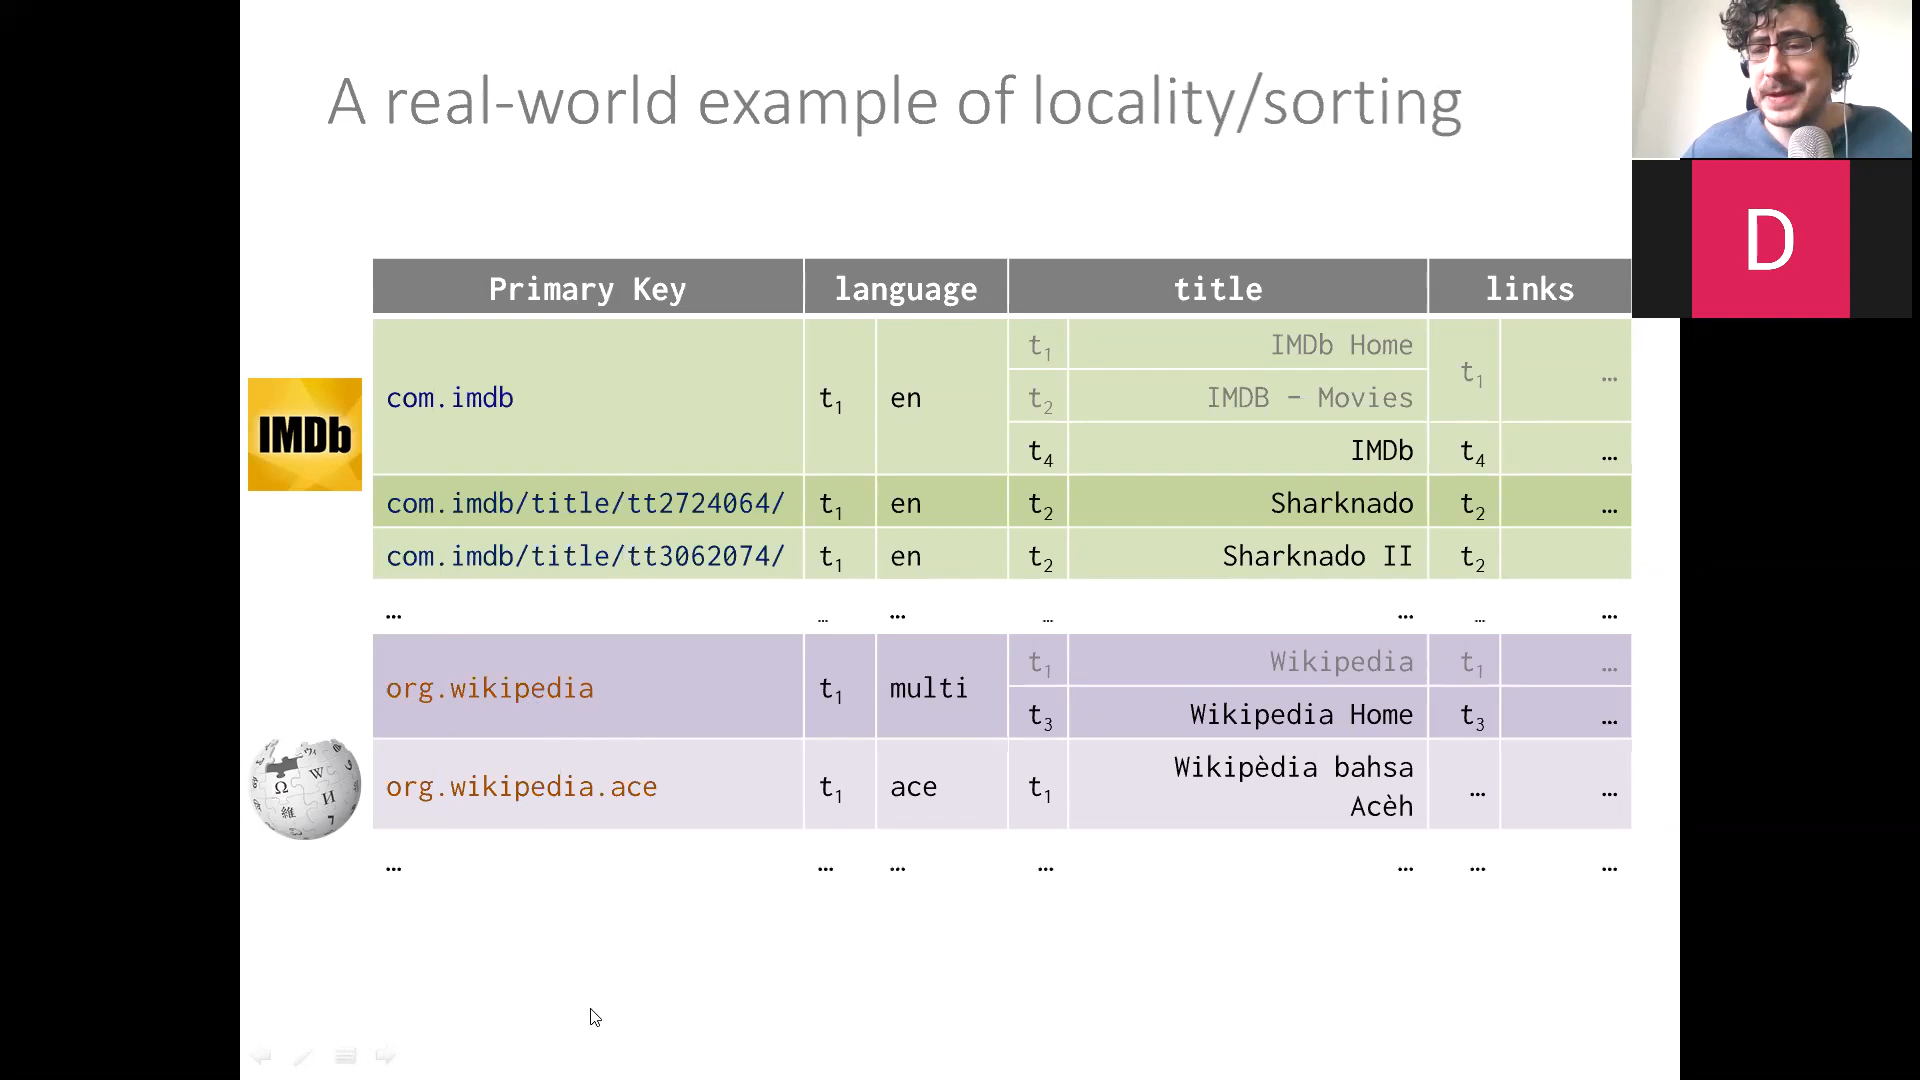 A real-world example of locality/sorting
D
Primary Key language title links
t1 IMDb Home
com.imdb t1 en t2 IMDB - Movies t1 …
t4 IMDb t4 …
IMDb
com.imdb/title/tt2724064/ t1 en t2 Sharknado t2 …
com.imdb/title/tt3062074/ t1 en t2 Sharknado II t2
… … … … … … …
t1 Wikipedia t1 …
org.wikipedia t1 multi
t3 Wikipedia Home t3 …
org.wikipedia.ace t1 ace t1 Wikipèdia bahsa
Acèh … …
… … … … … … …